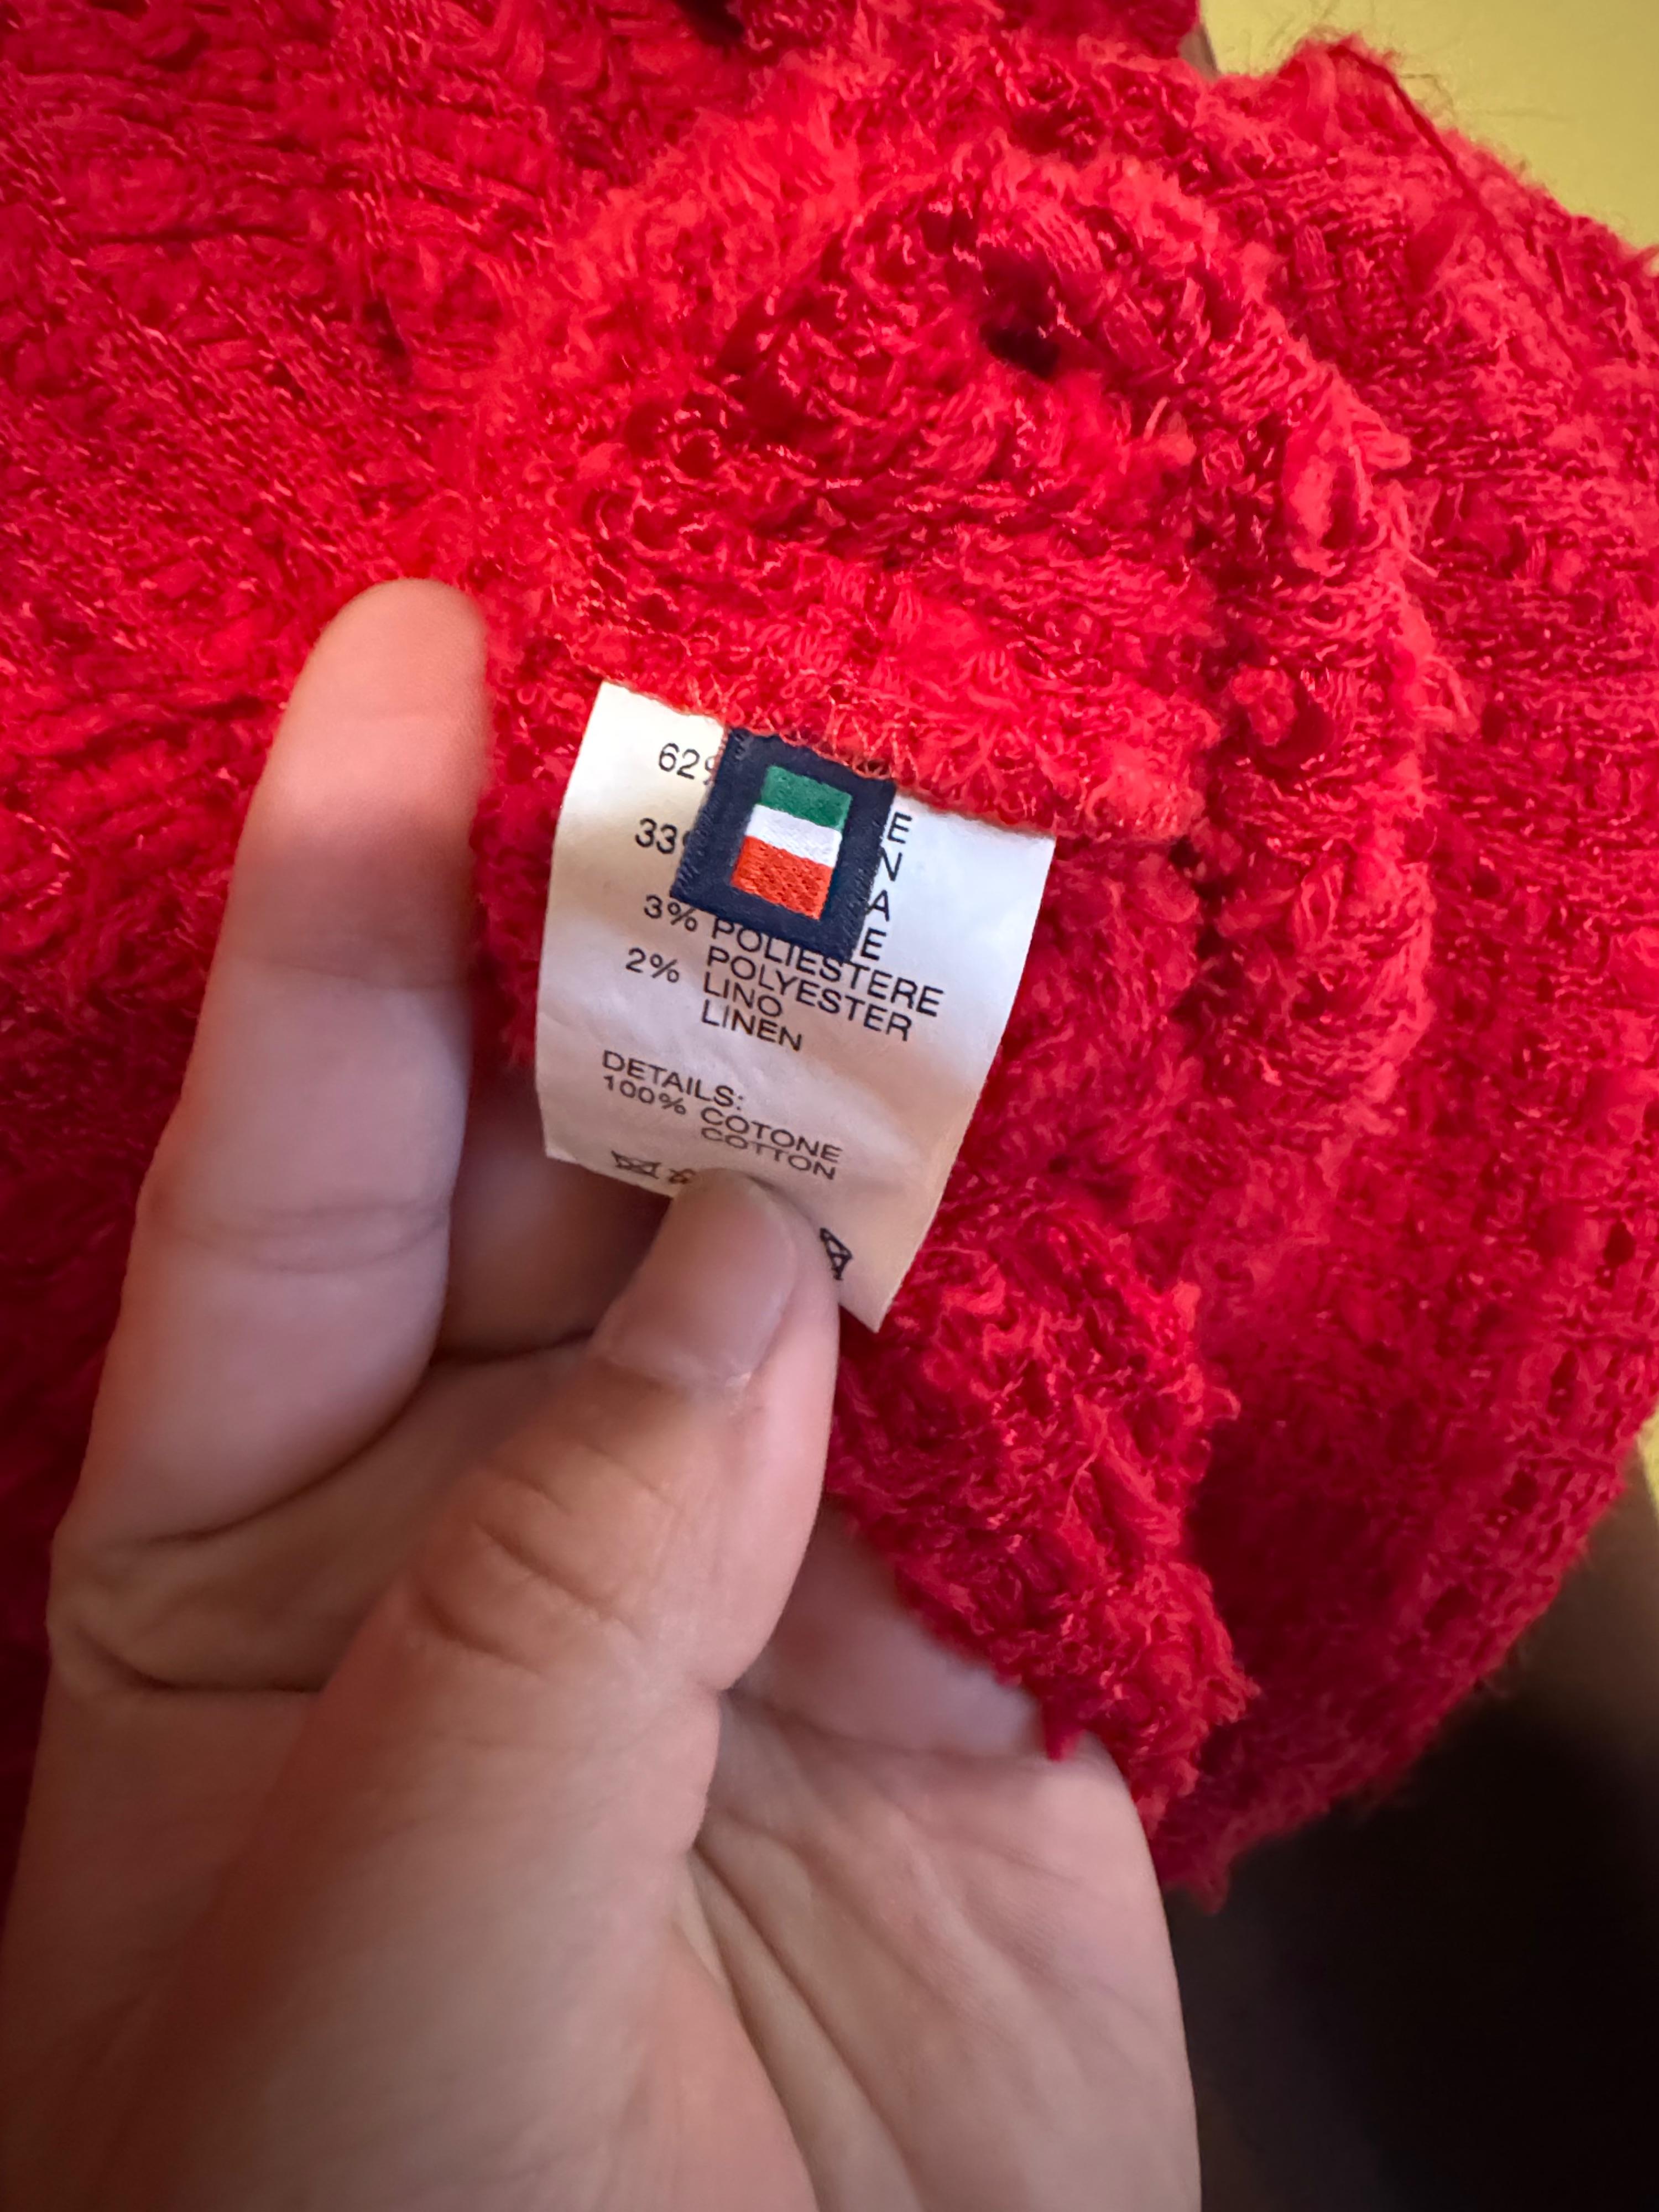 62%
33
E
N
A
E
3% POLIESTERE
POLYESTER
2% LINO
LINEN
DETAILS:
100% COTONE
COTTON